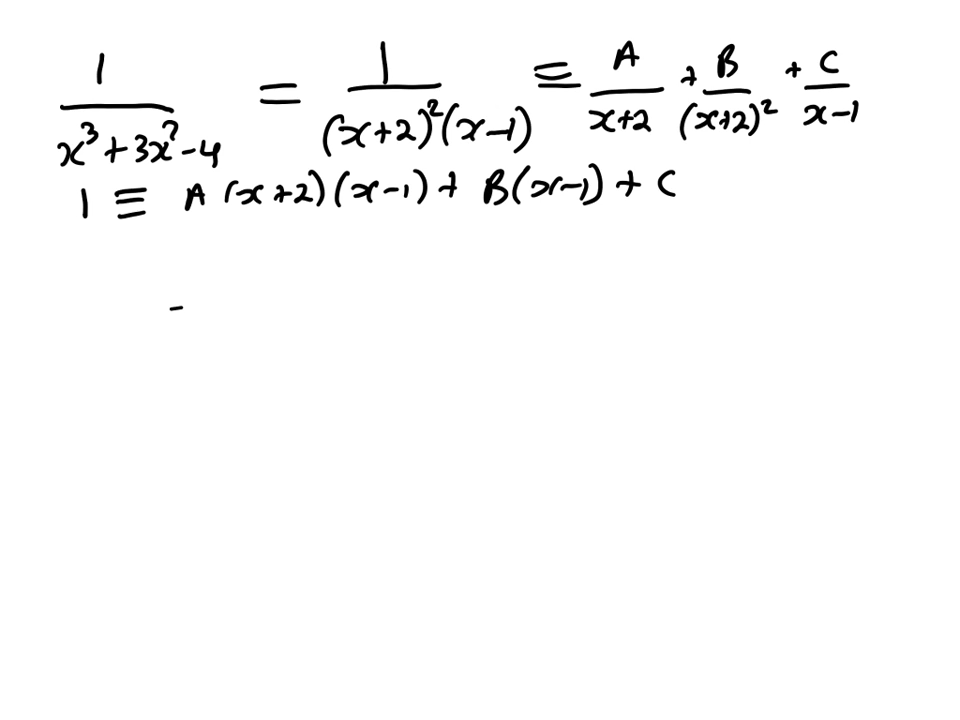 1/(x³+3x²-4) = 1/((x+2)²(x-1)) ≡ A/(x+2) + B/(x+2)² + C/(x-1)
1 ≡ A(x+2)(x-1) + B(x-1) + C
-